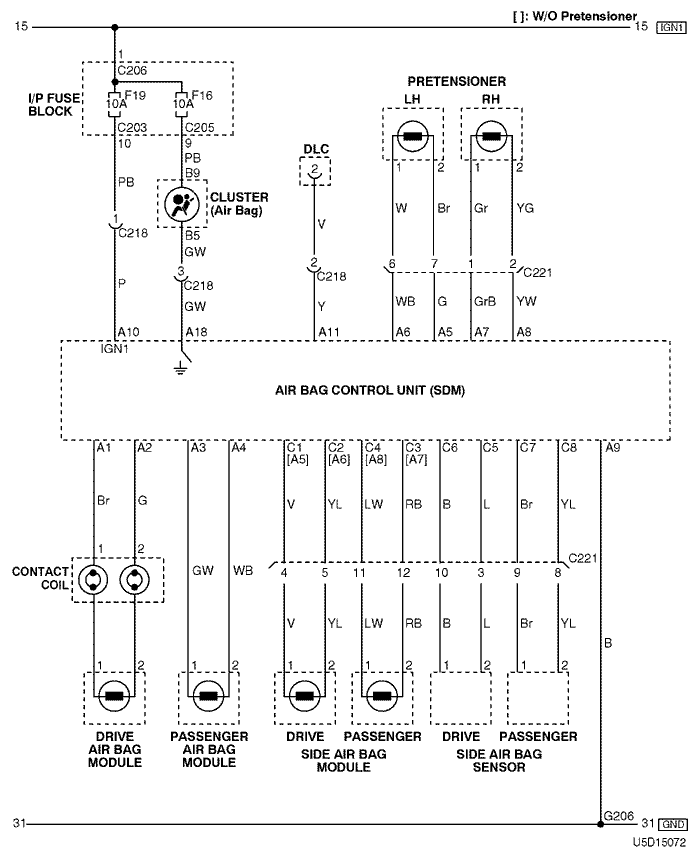 [ ]: W/O Pretensioner
15 15 IGN1
1
C206
I/P FUSE BLOCK
F19 10A F16 10A
C203 C205
10 9
PB PB
B9
CLUSTER (Air Bag)
B5
GW
1 C218
3 C218
P GW
DLC
2
V
2 C218
Y
PRETENSIONER
LH RH
1 2 1 2
W Br Gr YG
6 7 1 2 C221
WB G GrB YW
A10 A18 A11 A6 A5 A7 A8
IGN1
AIR BAG CONTROL UNIT (SDM)
A1 A2 A3 A4 C1 C2 C4 C3 C6 C5 C7 C8 A9
[A5] [A6] [A8] [A7]
Br G V YL LW RB B L Br YL
1 2
C221
CONTACT COIL
GW WB
4 5 11 12 10 3 9 8
V YL LW RB B L Br YL
B
1 2 1 2 1 2 1 2 1 2 1 2
DRIVE AIR BAG MODULE
PASSENGER AIR BAG MODULE
DRIVE PASSENGER
SIDE AIR BAG MODULE
DRIVE PASSENGER
SIDE AIR BAG SENSOR
G206
31 31 GND
U5D15072